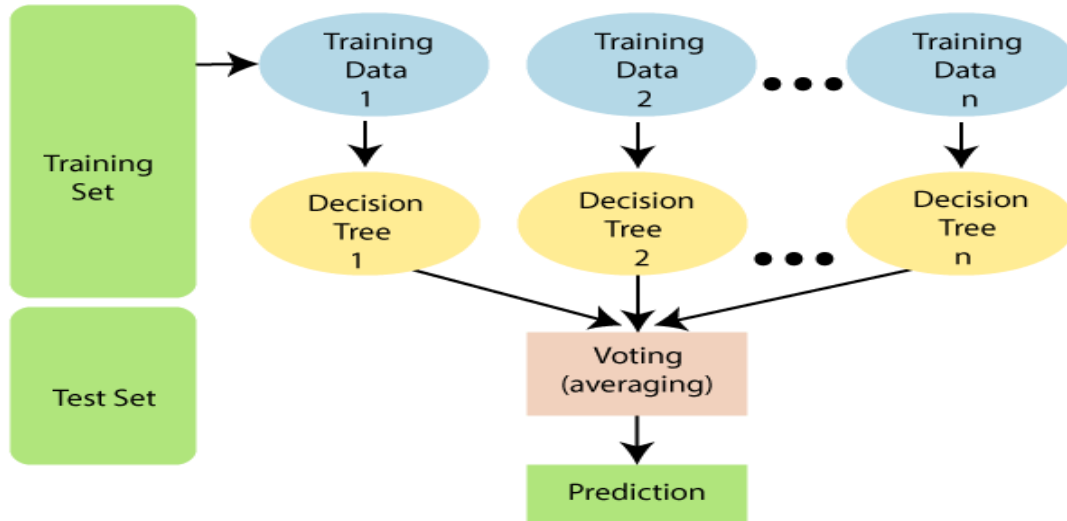 Training
Data
1
Training
Data
2
Training
Data
n
Training
Set
Decision
Tree
1
Decision
Tree
2
Decision
Tree
n
Voting
(averaging)
Test Set
Prediction